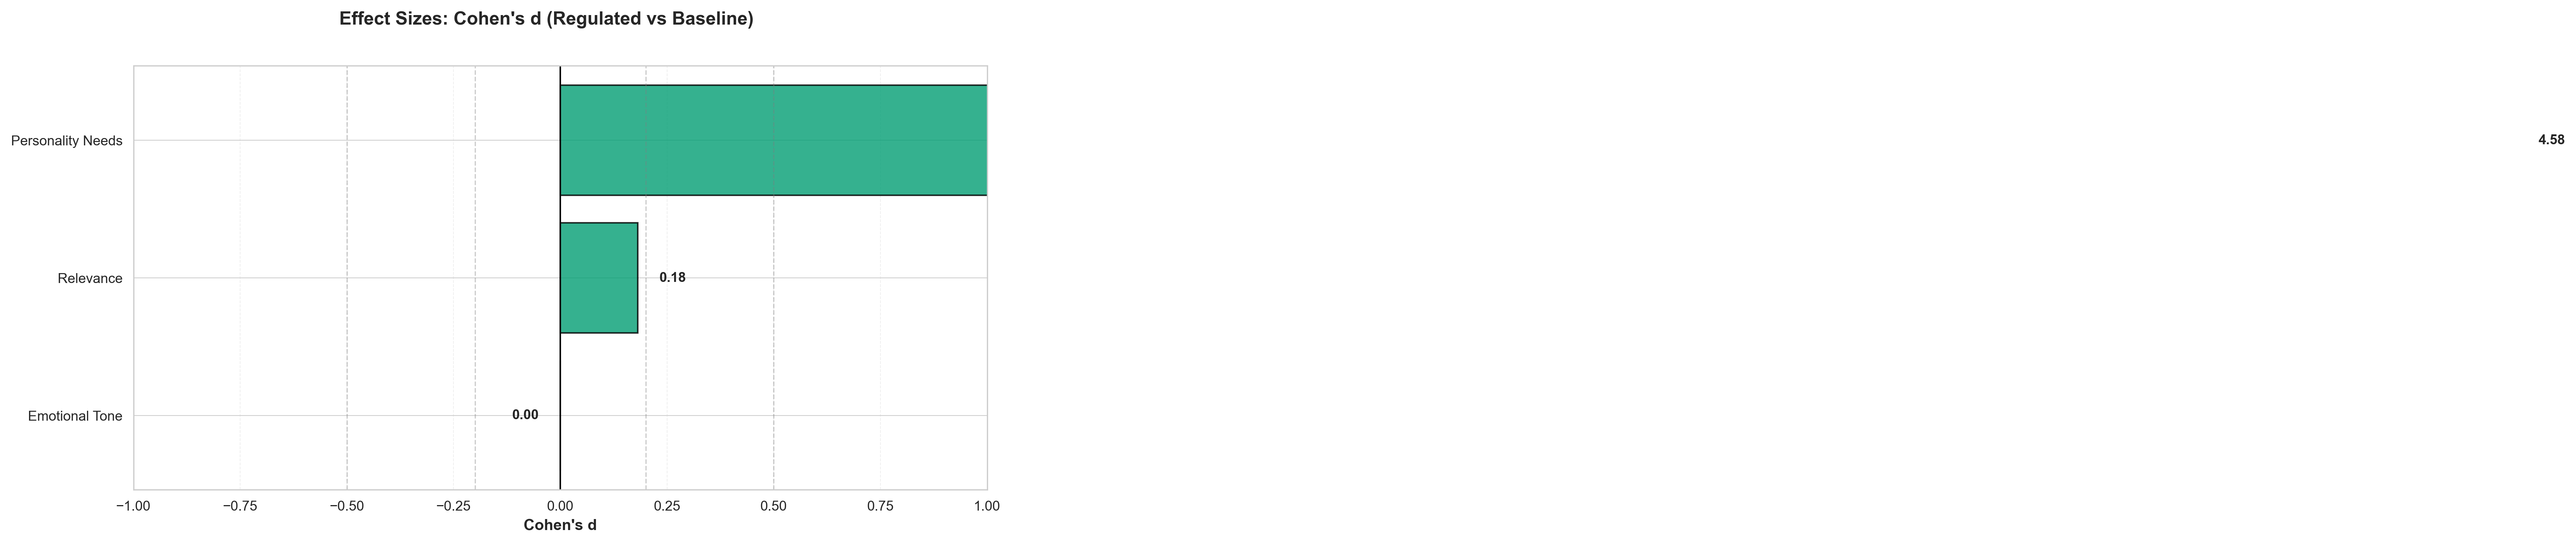 Effect Sizes: Cohen's d (Regulated vs Baseline)
Personality Needs
4.58
Relevance
0.18
Emotional Tone
0.00
−1.00 −0.75 −0.50 −0.25 0.00 0.25 0.50 0.75 1.00
Cohen's d